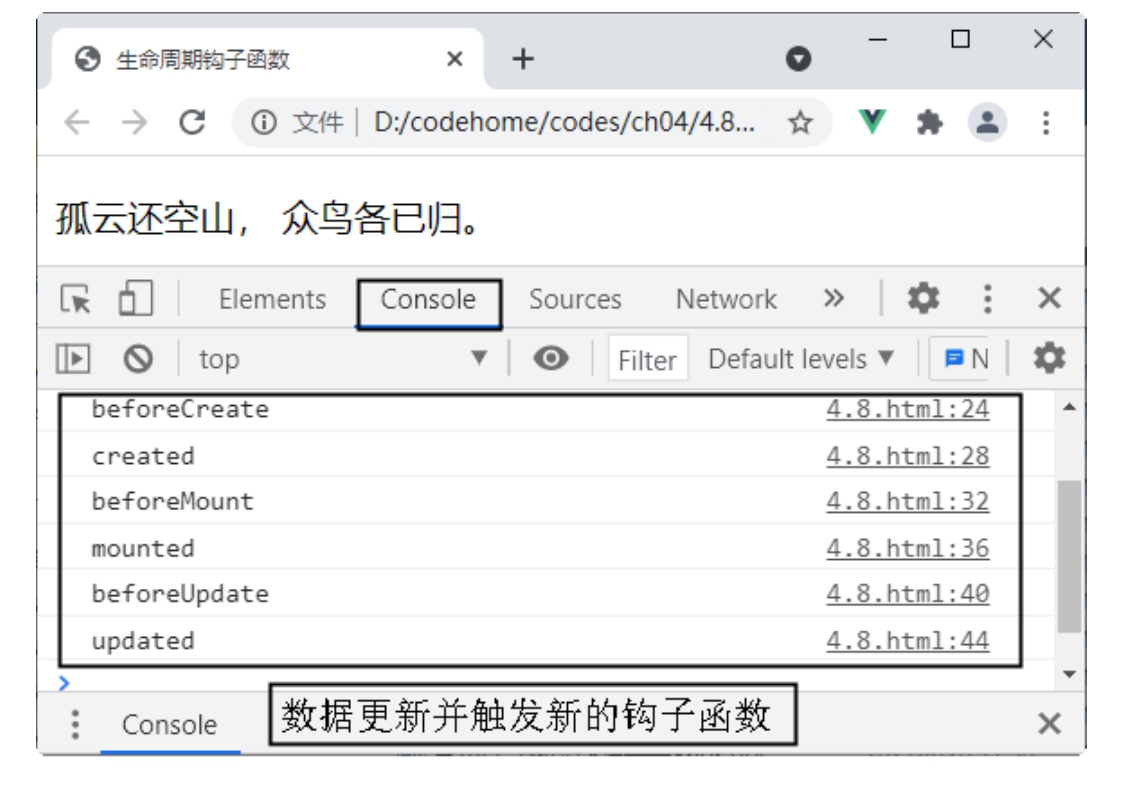 生命周期钩子函数
文件 D:/codehome/codes/ch04/4.8...
孤云还空山, 众鸟各已归。
Elements Console Sources Network
top Filter Default levels N
beforeCreate 4.8.html:24
created 4.8.html:28
beforeMount 4.8.html:32
mounted 4.8.html:36
beforeUpdate 4.8.html:40
updated 4.8.html:44
Console 数据更新并触发新的钩子函数